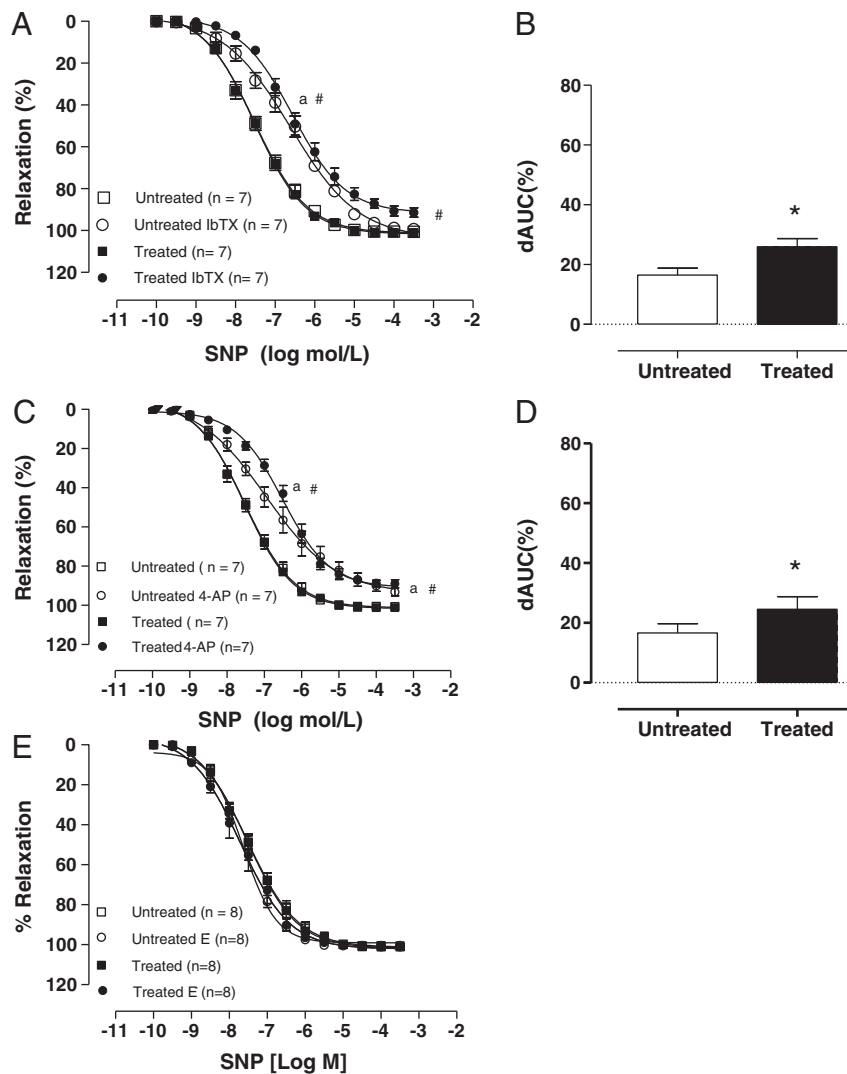 A
0
20
40
60
80
100
120
Relaxation (%)
a #
#
Untreated (n = 7)
Untreated IbTX (n = 7)
Treated (n= 7)
Treated IbTX (n= 7)
-11 -10 -9 -8 -7 -6 -5 -4 -3 -2
SNP (log mol/L)
B
80
60
40
20
0
dAUC(%)
*
Untreated Treated
C
0
20
40
60
80
100
120
Relaxation (%)
a #
a #
Untreated ( n = 7)
Untreated 4-AP (n = 7)
Treated ( n= 7)
Treated 4-AP (n=7)
-11 -10 -9 -8 -7 -6 -5 -4 -3 -2
SNP (log mol/L)
D
80
60
40
20
0
dAUC(%)
*
Untreated Treated
E
0
20
40
60
80
100
120
% Relaxation
Untreated (n = 8)
Untreated E (n=8)
Treated (n=8)
Treated E (n=8)
-11 -10 -9 -8 -7 -6 -5 -4 -3 -2
SNP [Log M]